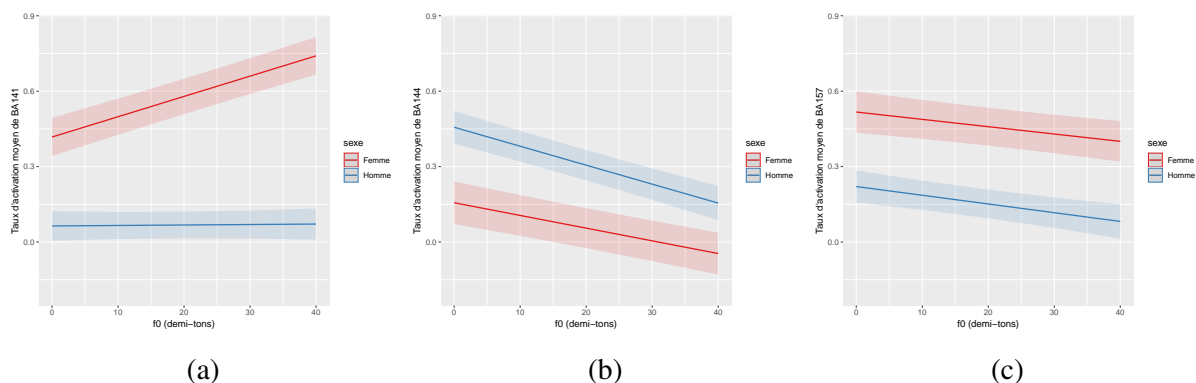 0.9
0.6
0.3
0.0
Taux d'activation moyen de BA141
0 10 20 30 40
f0 (demi-tons)
sexe
Femme
Homme
(a)
0.9
0.6
0.3
0.0
Taux d'activation moyen de BA144
0 10 20 30 40
f0 (demi-tons)
sexe
Femme
Homme
(b)
0.9
0.6
0.3
0.0
Taux d'activation moyen de BA157
0 10 20 30 40
f0 (demi-tons)
sexe
Femme
Homme
(c)